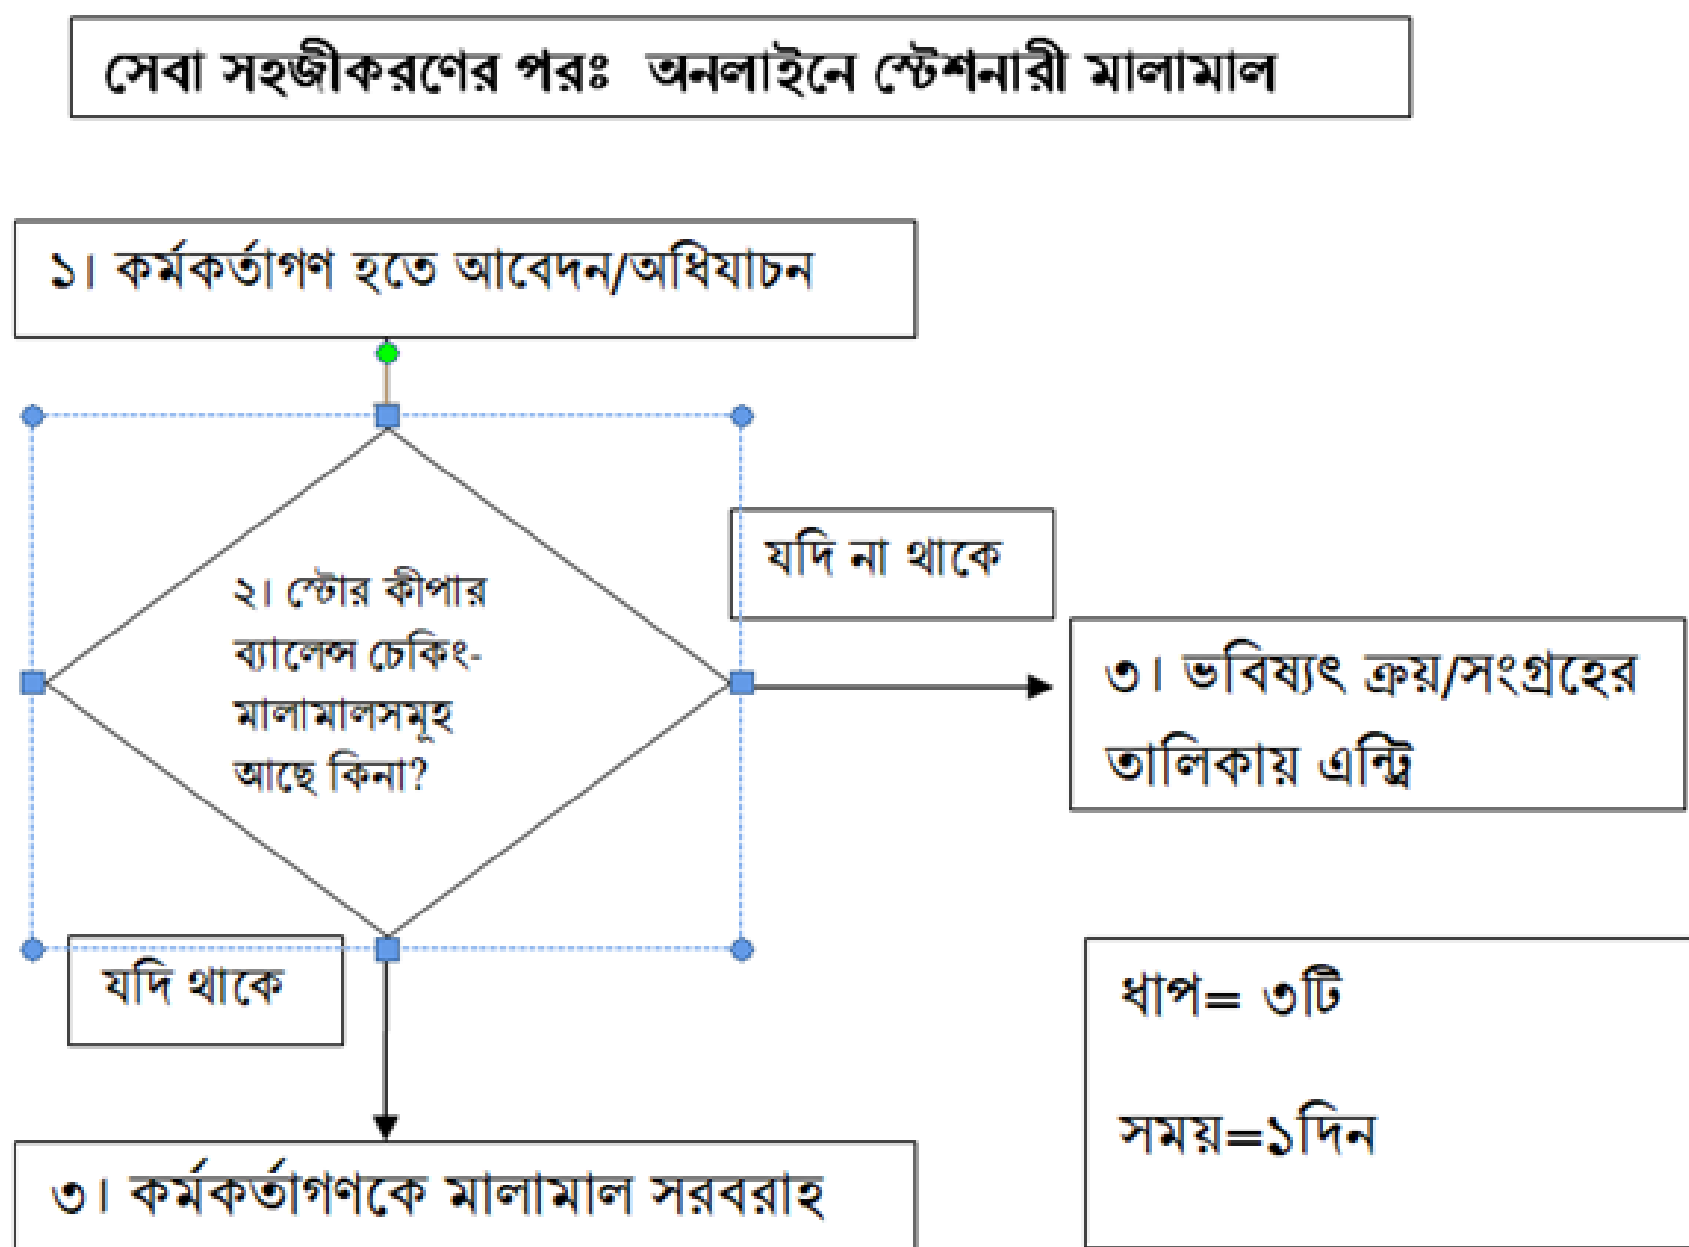 সেবা সহজীকরণের পরঃ অনলাইনে স্টেশনারী মালামাল
১। কর্মকর্তাগণ হতে আবেদন/অধিযাচন
যদি না থাকে
২। স্টোর কীপার
ব্যালেন্স চেকিং-
মালামালসমূহ
আছে কিনা?
৩। ভবিষ্যৎ ক্রয়/সংগ্রহের
তালিকায় এন্ট্রি
যদি থাকে
ধাপ= ৩টি
সময়=১দিন
৩। কর্মকর্তাগণকে মালামাল সরবরাহ